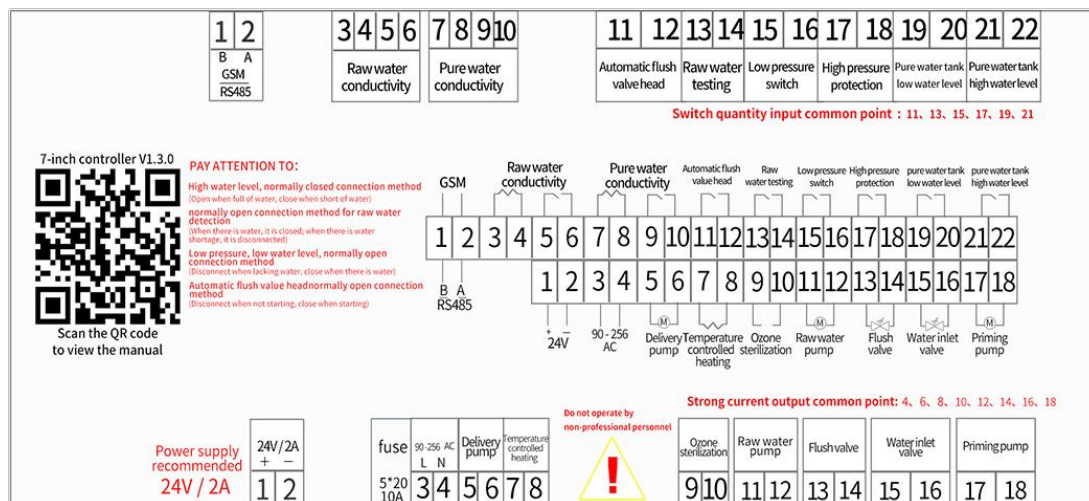 1 2
B A
GSM
RS485
3 4 5 6
Raw water
conductivity
7 8 9 10
Pure water
conductivity
11 12 13 14 15 16 17 18 19 20 21 22
Automatic flush
valve head
Raw water
testing
Low pressure
switch
High pressure
protection
Pure water tank
low water level
Pure water tank
high water level
Switch quantity input common point : 11、13、15、17、19、21
7-inch controller V1.3.0
Scan the QR code
to view the manual
PAY ATTENTION TO:
High water level, normally closed connection method
(Open when full of water, close when short of water)
normally open connection method for raw water
detection
(When there is water, it is closed; when there is water
shortage, it is disconnected)
Low pressure, low water level, normally open
connection method
(Disconnect when lacking water, close when there is water)
Automatic flush value headnormally open connection
method
(Disconnect when not starting, close when starting)
GSM
Raw water
conductivity
Pure water
conductivity
Automatic flush
value head
Raw
water testing
Low pressure
switch
High pressure
protection
pure water tank
low water level
pure water tank
high water level
1 2 3 4 5 6 7 8 9 10 11 12 13 14 15 16 17 18 19 20 21 22
1 2 3 4 5 6 7 8 9 10 11 12 13 14 15 16 17 18
B A
RS485
+ −
24V
90-256
AC
M
Delivery
pump
Temperature
controlled
heating
Ozone
sterilization
M
Raw water
pump
Flush
valve
Water inlet
valve
M
Priming
pump
Strong current output common point: 4、6、8、10、12、14、16、18
Power supply
recommended
24V / 2A
24V/2A
+ −
1 2
fuse
5*20
10A
90-256 AC
L N
3 4
Delivery
pump
5 6
Temperature
controlled
heating
7 8
Do not operate by
non-professional personnel
!
Ozone
sterilization
9 10
Raw water
pump
11 12
Flush valve
13 14
Water inlet
valve
15 16
Priming pump
17 18